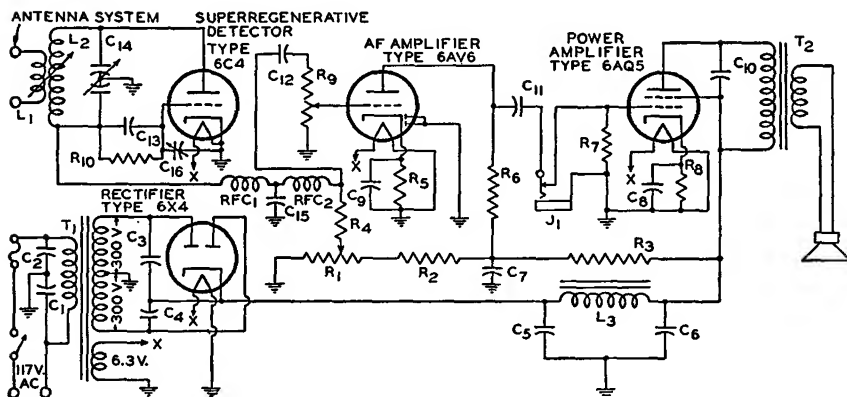 ANTENNA SYSTEM
SUPERREGENERATIVE
DETECTOR
TYPE
6C4
AF AMPLIFIER
TYPE 6AV6
POWER
AMPLIFIER
TYPE 6AQ5
T2
L2
C14
L1
C13
R10
C16
X
C12
R9
X
C9
R5
C11
R6
R7
J1
X
C8
R8
C10
RFC1
RFC2
C15
R4
RECTIFIER
TYPE 6X4
T1
C2
C1
-300 V-
-300 V-
C3
C4
X
X
6.3V.
117V.
AC
R1
R2
C7
R3
L3
C5
C6